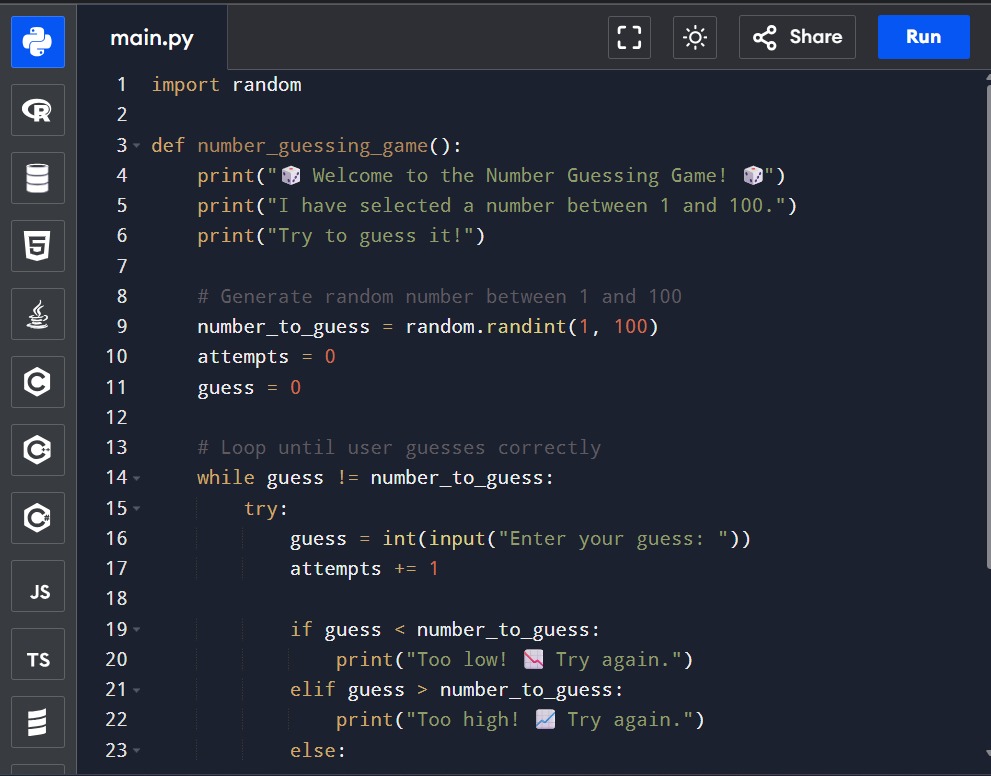 main.py
Share
Run
1 import random
2
3 def number_guessing_game():
4     print("🎲 Welcome to the Number Guessing Game! 🎲")
5     print("I have selected a number between 1 and 100.")
6     print("Try to guess it!")
7
8     # Generate random number between 1 and 100
9     number_to_guess = random.randint(1, 100)
10     attempts = 0
11     guess = 0
12
13     # Loop until user guesses correctly
14     while guess != number_to_guess:
15         try:
16             guess = int(input("Enter your guess: "))
17             attempts += 1
18
19             if guess < number_to_guess:
20                 print("Too low! 📉 Try again.")
21             elif guess > number_to_guess:
22                 print("Too high! 📈 Try again.")
23             else:
R
5
C
C++
C#
JS
TS